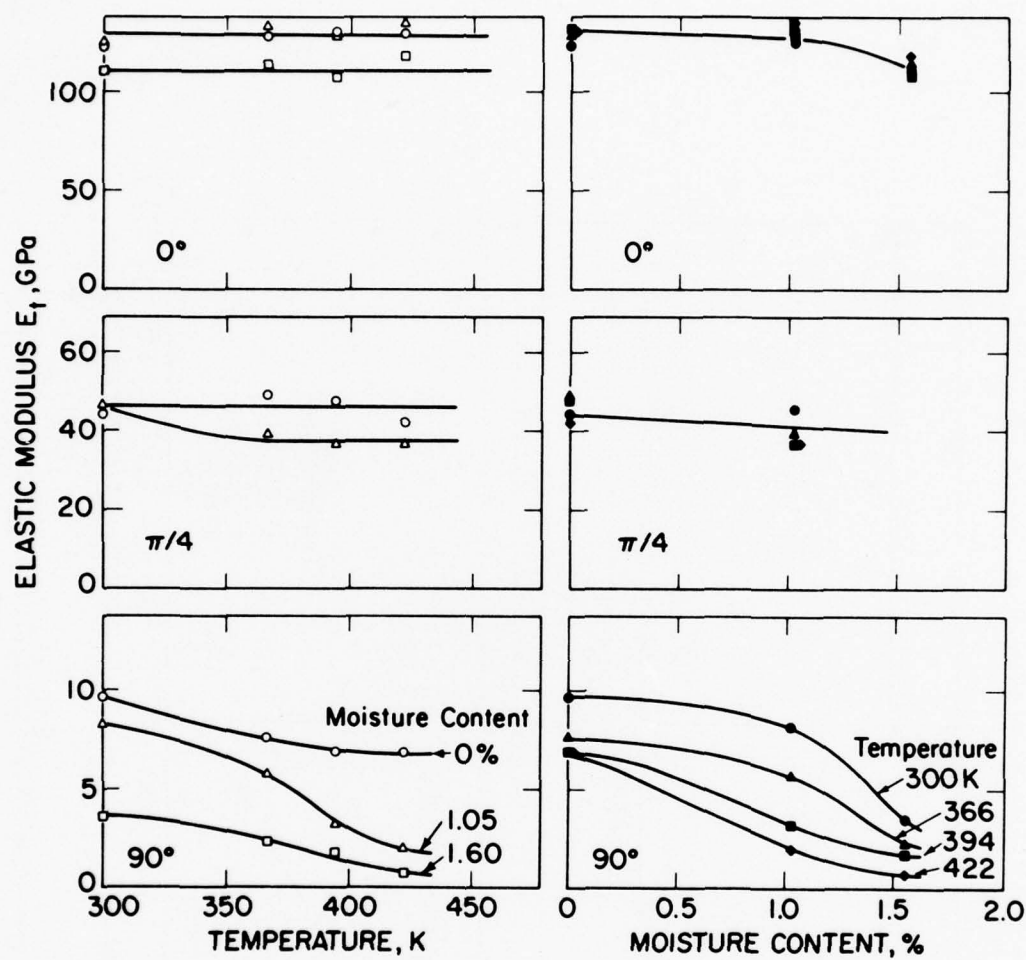 ELASTIC MODULUS Et, GPa
100
50
0
0°
0°
60
40
20
0
π/4
π/4
10
5
0
Moisture Content
0%
1.05
1.60
90°
300 350 400 450
TEMPERATURE, K
Temperature
300 K
366
394
422
90°
0 0.5 1.0 1.5 2.0
MOISTURE CONTENT, %